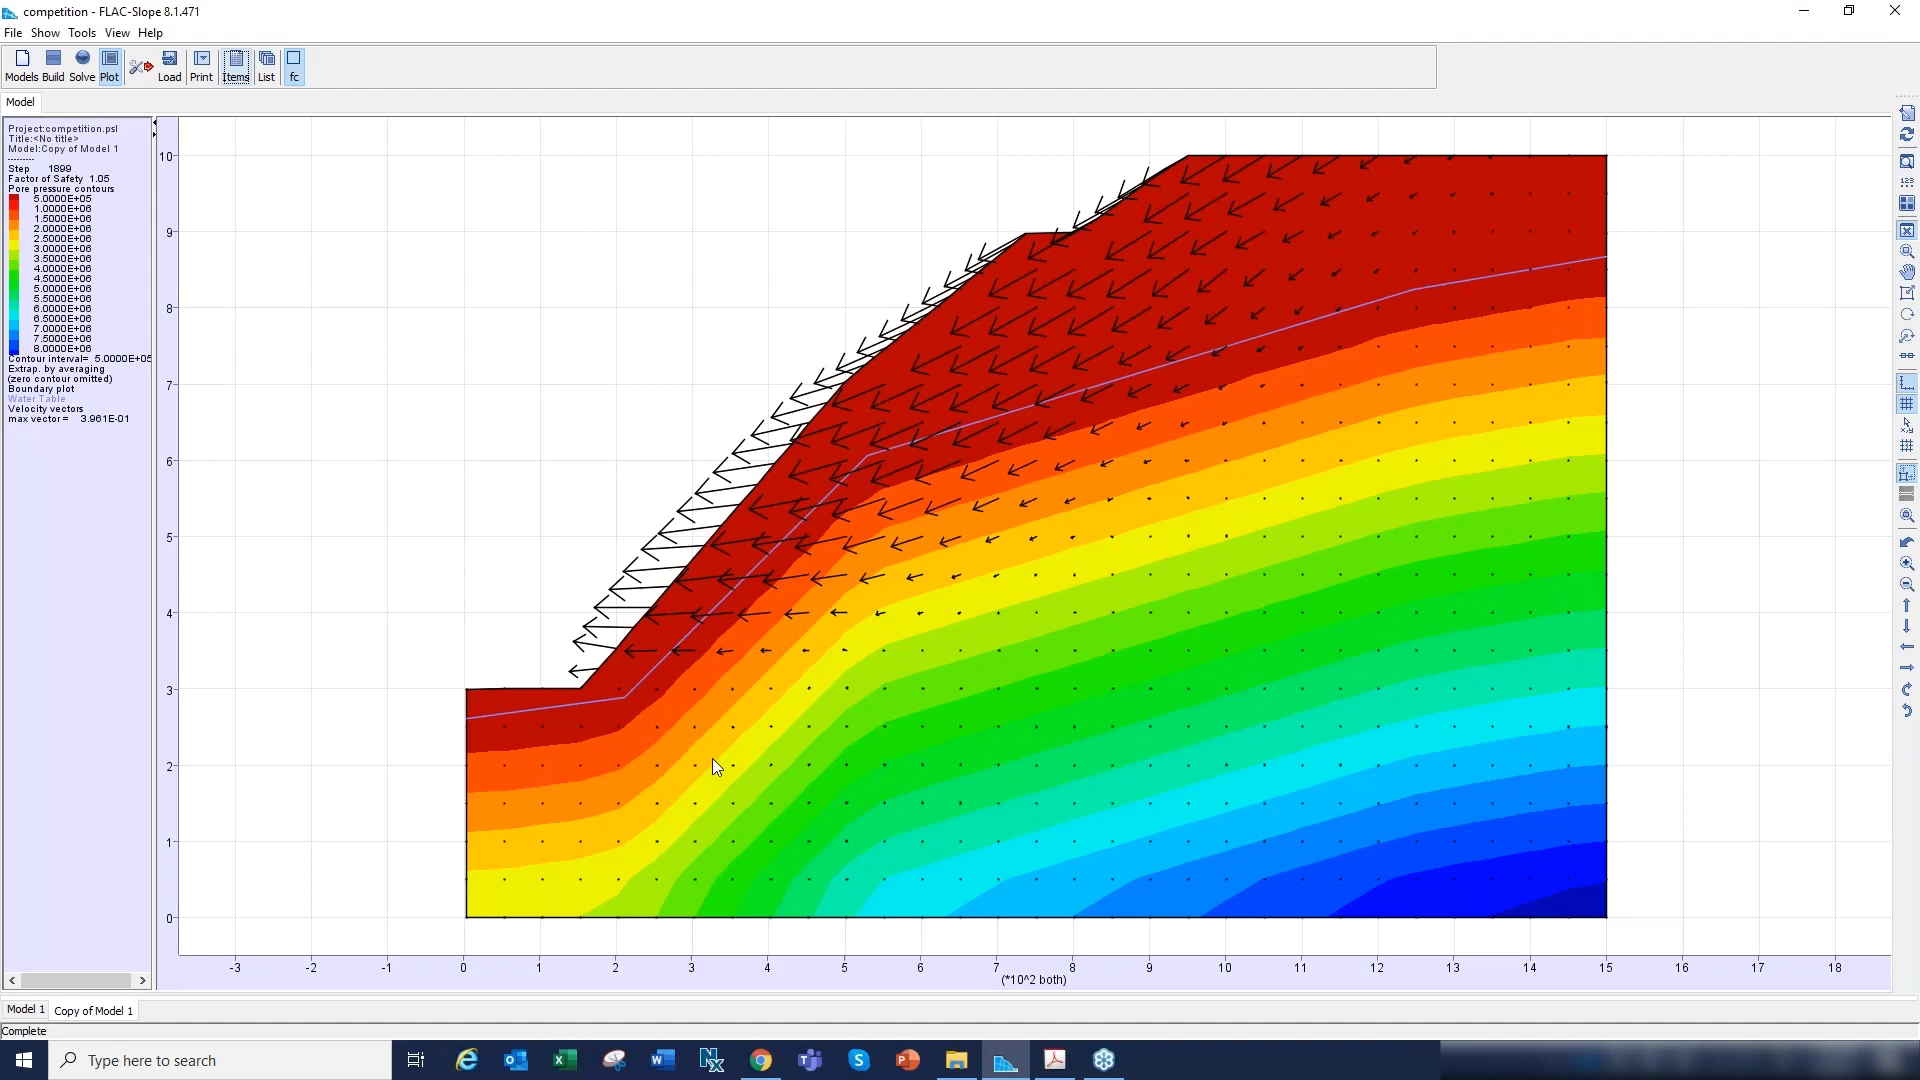 competition - FLAC-Slope 8.1.471
File Show Tools View Help
Models Build Solve Plot Load Print Items List fc
Model
Project:competition.psl
Title:<No title>
Model:Copy of Model 1
----------
Step 1899
Factor of Safety 1.05
Pore pressure contours
5.0000E+05
1.0000E+06
1.5000E+06
2.0000E+06
2.5000E+06
3.0000E+06
3.5000E+06
4.0000E+06
4.5000E+06
5.0000E+06
5.5000E+06
6.0000E+06
6.5000E+06
7.0000E+06
7.5000E+06
8.0000E+06
Contour interval= 5.0000E+05
Extrap. by averaging
(zero contour omitted)
Boundary plot
Water Table
Velocity vectors
max vector = 3.961E-01
10
9
8
7
6
5
4
3
2
1
0
-3 -2 -1 0 1 2 3 4 5 6 7 8 9 10 11 12 13 14 15 16 17 18
(*10^2 both)
123
Model 1 Copy of Model 1
Complete
Type here to search